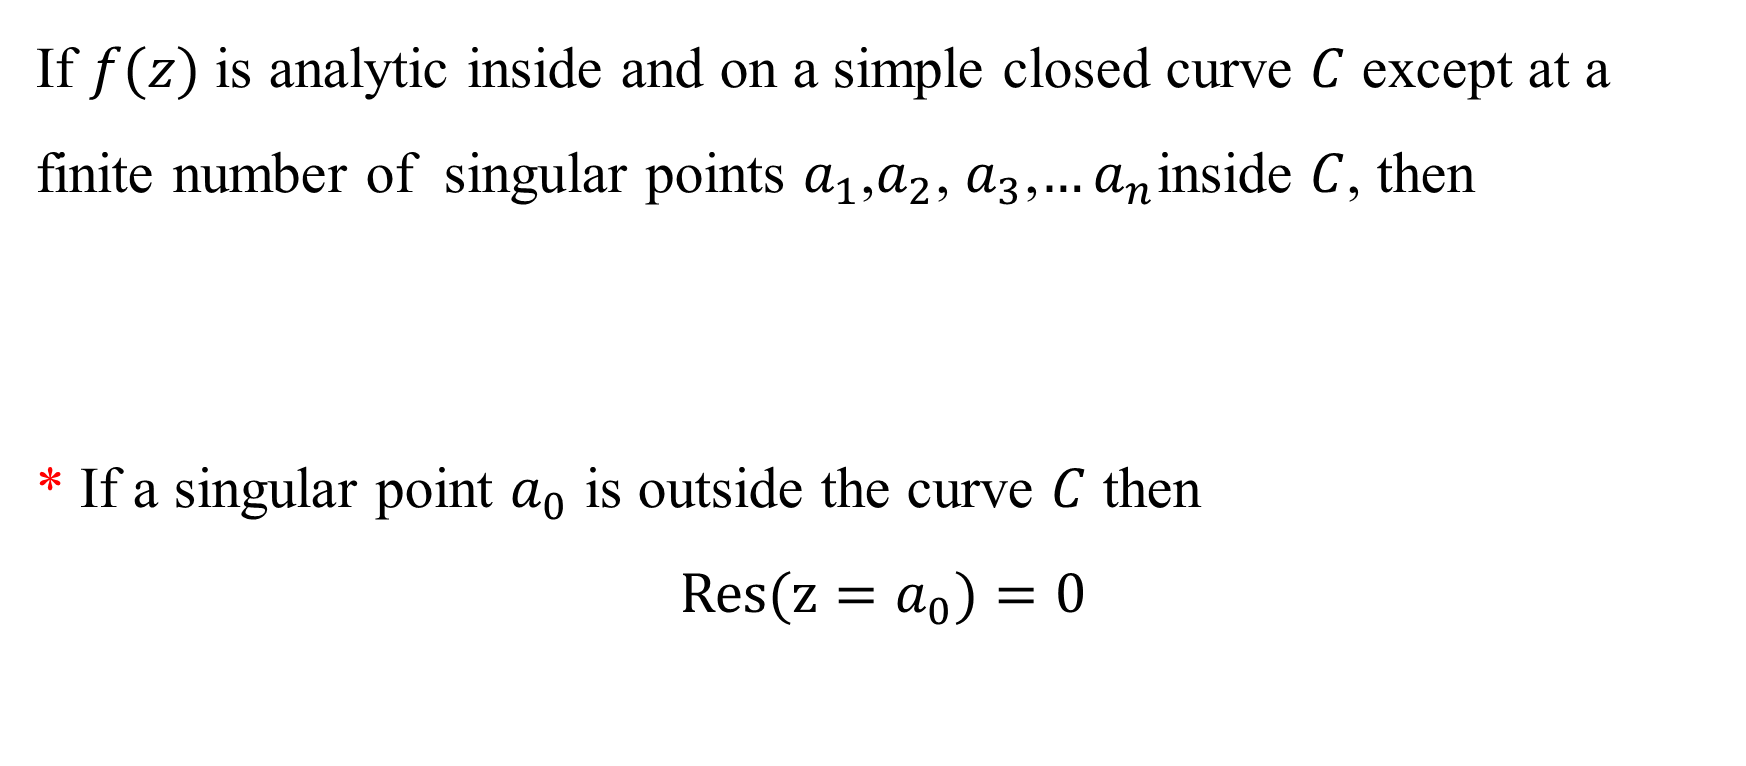 If f(z) is analytic inside and on a simple closed curve C except at a
finite number of singular points a₁,a₂, a₃,... aₙ inside C, then
* If a singular point a₀ is outside the curve C then
Res(z = a₀) = 0